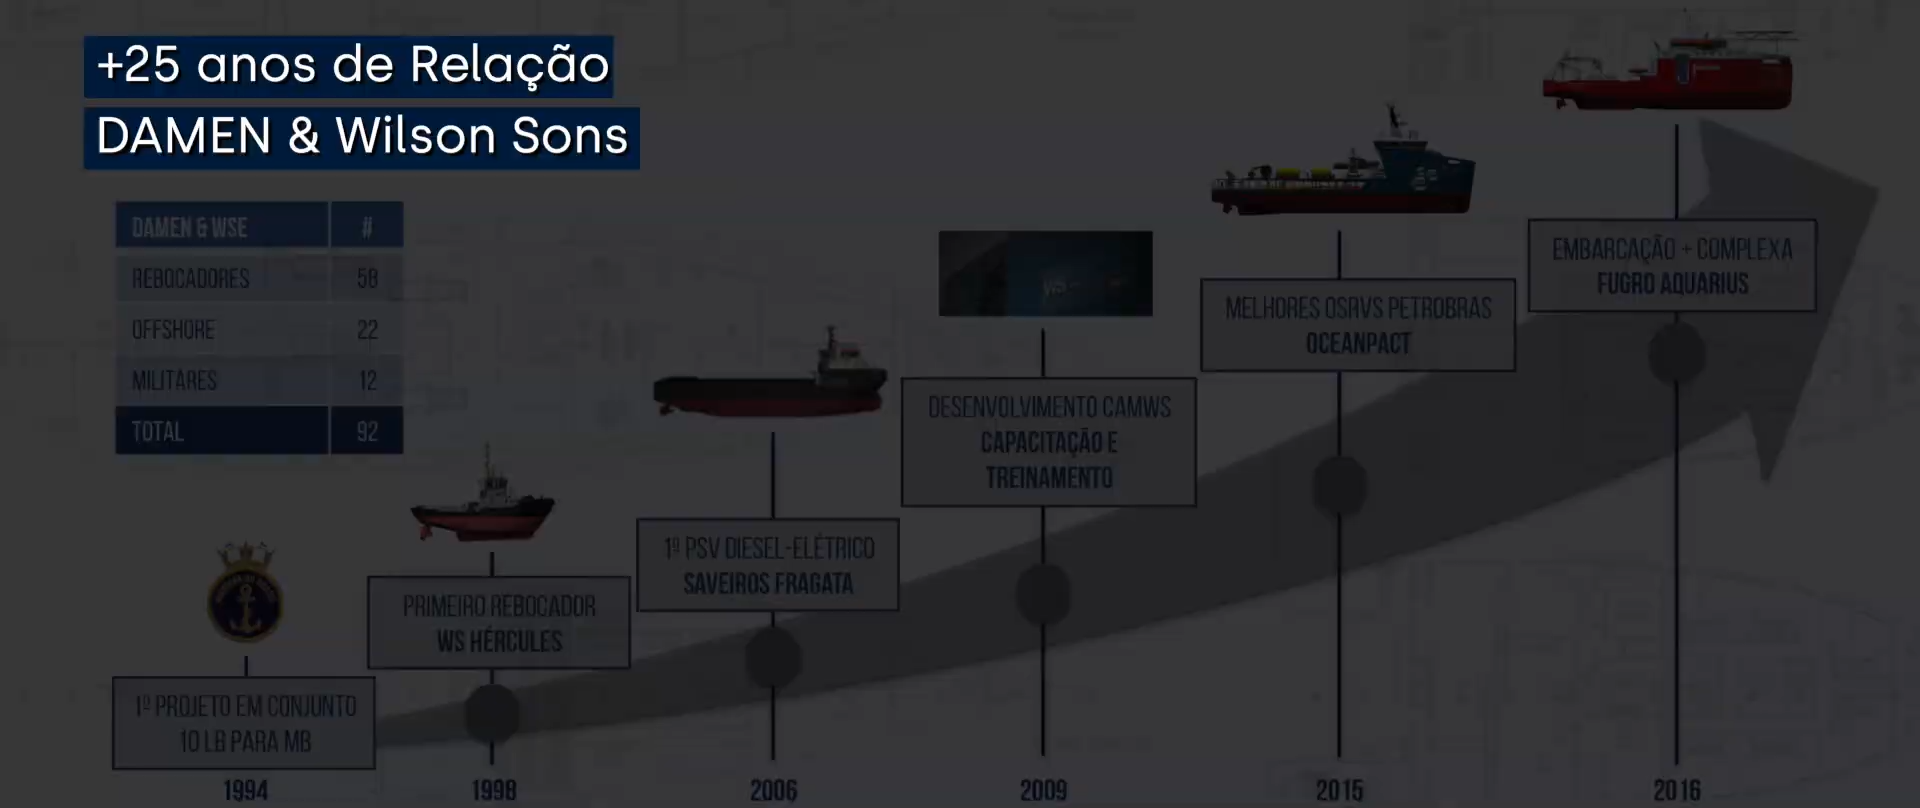 +25 anos de Relação
DAMEN & Wilson Sons
DAMEN & WSE #
REBOCADORES 58
OFFSHORE 22
MILITARES 12
TOTAL 92
1º PROJETO EM CONJUNTO
10 LB PARA MB
1994
PRIMEIRO REBOCADOR
WS HÉRCULES
1998
1º PSV DIESEL-ELÉTRICO
SAVEIROS FRAGATA
2006
WS
DESENVOLVIMENTO CAMWS
CAPACITAÇÃO E
TREINAMENTO
2009
MELHORES OSRVS PETROBRAS
OCEANPACT
2015
EMBARCAÇÃO + COMPLEXA
FUGRO AQUARIUS
2016